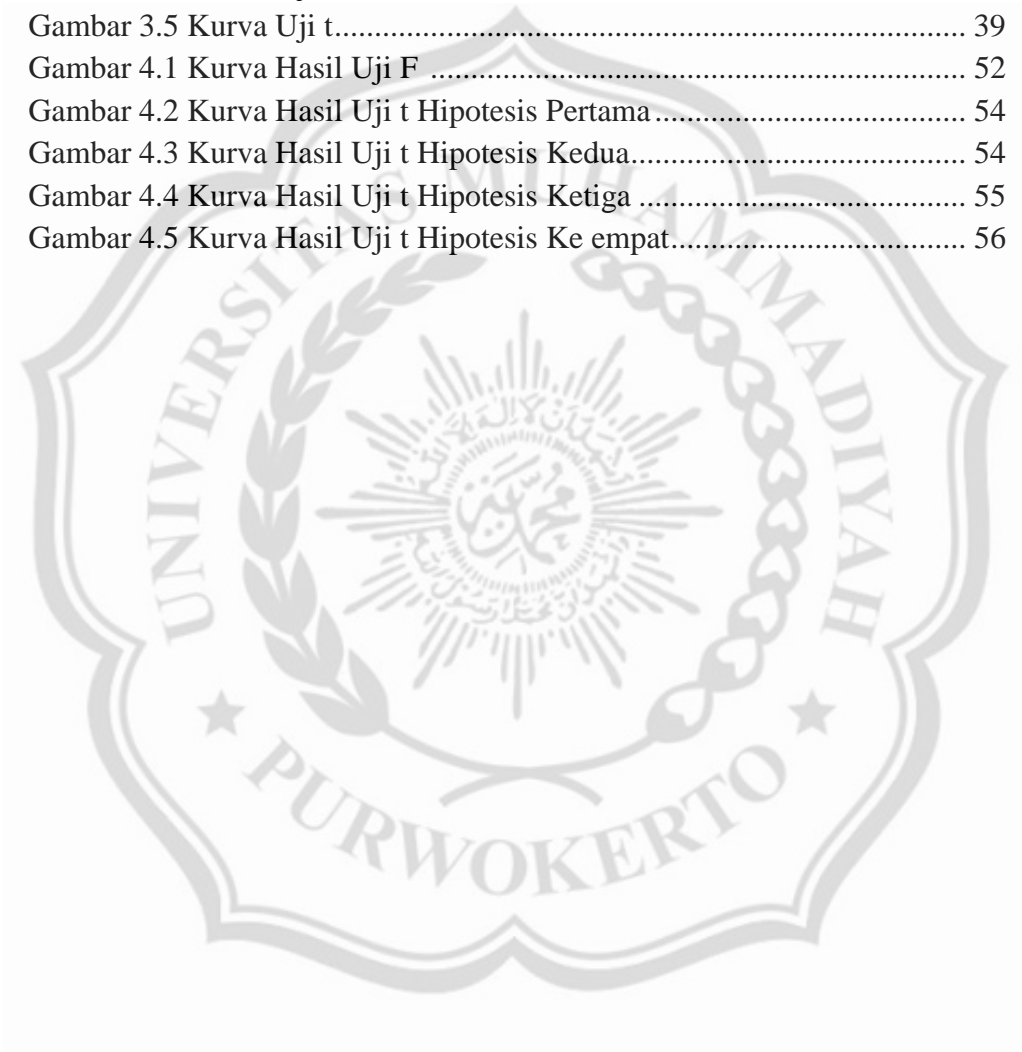 Gambar 3.5 Kurva Uji t................................................................................ 39
Gambar 4.1 Kurva Hasil Uji F .................................................................... 52
Gambar 4.2 Kurva Hasil Uji t Hipotesis Pertama ....................................... 54
Gambar 4.3 Kurva Hasil Uji t Hipotesis Kedua.......................................... 54
Gambar 4.4 Kurva Hasil Uji t Hipotesis Ketiga ......................................... 55
Gambar 4.5 Kurva Hasil Uji t Hipotesis Ke empat..................................... 56
UNIVERSITAS MUHAMMADIYAH
PURWOKERTO